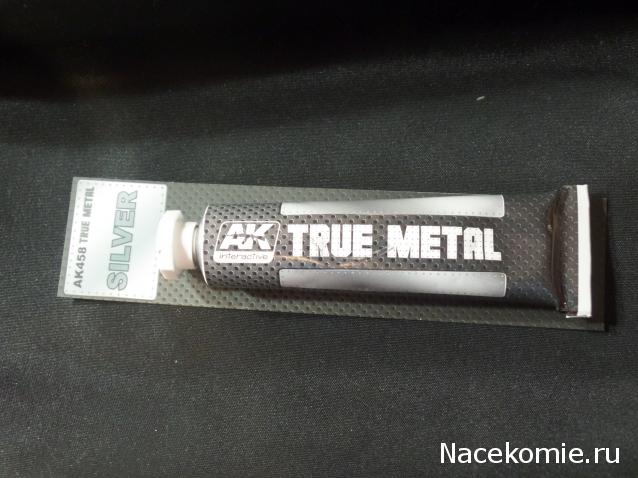 AK458 TRUE METAL
SILVER
AK
interactive
TRUE METAL
Nacekomie.ru